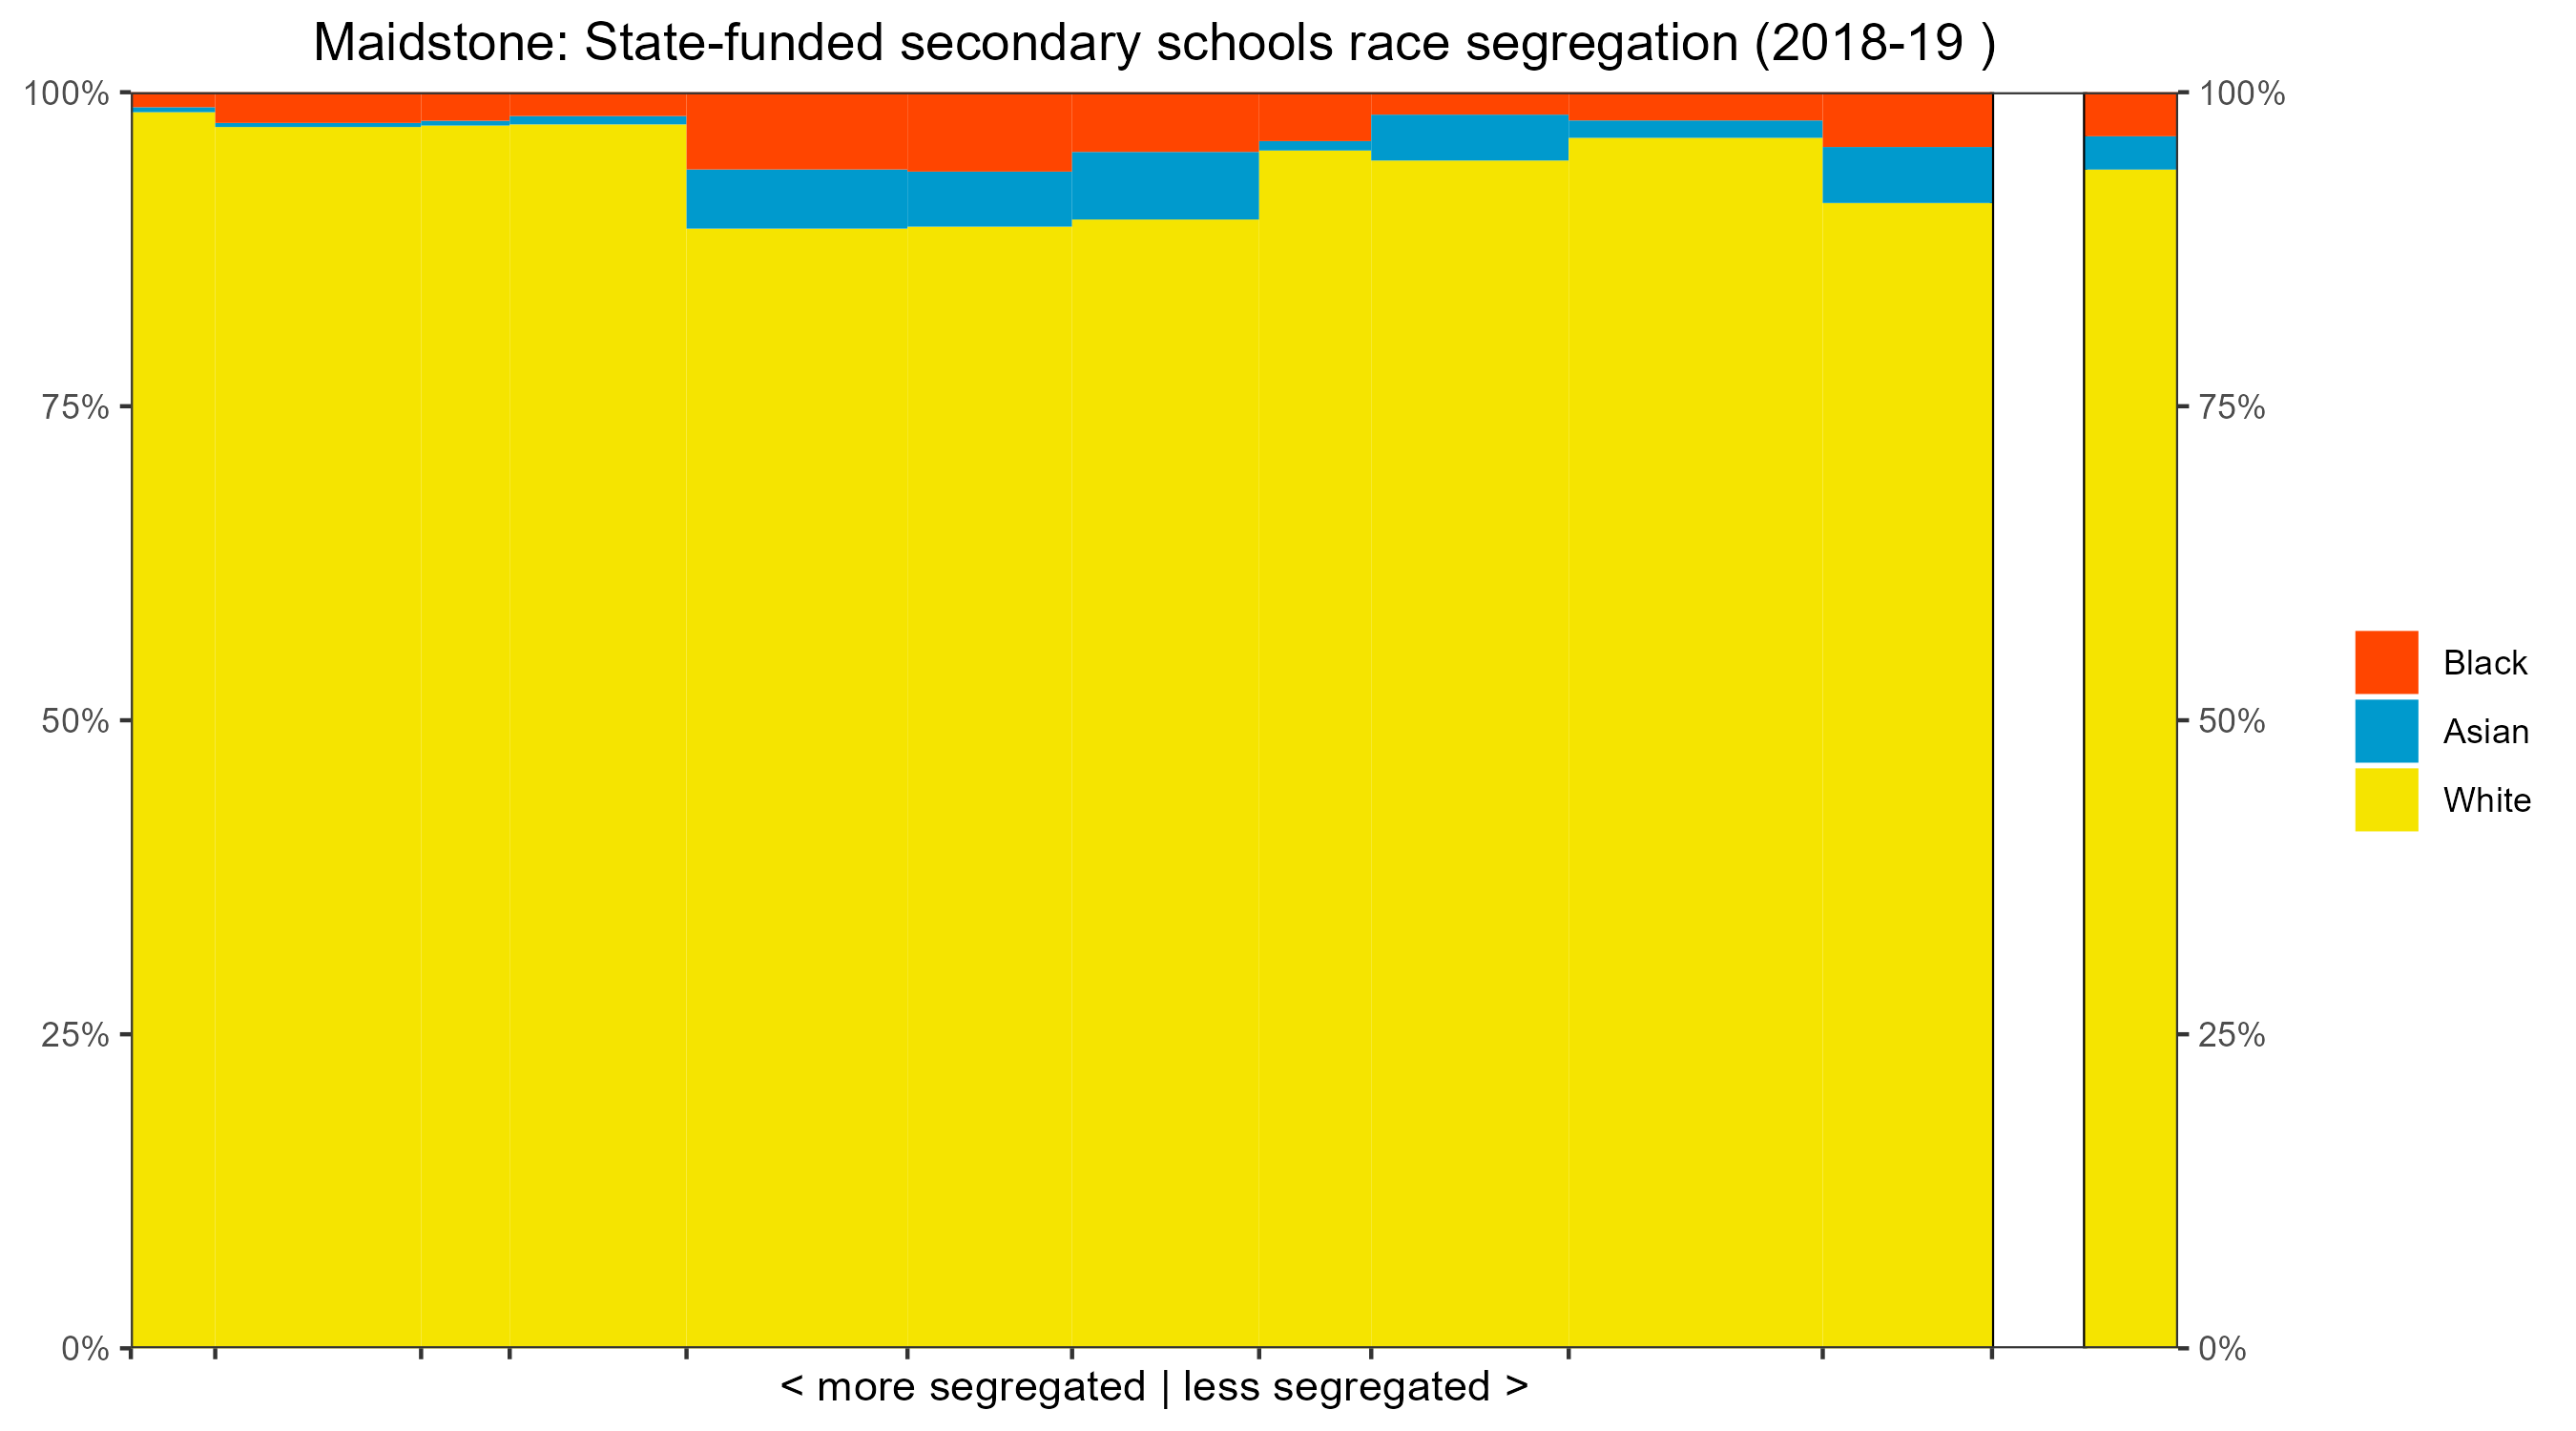 Maidstone: State-funded secondary schools race segregation (2018-19 )
100%
75%
50%
25%
0%
100%
75%
50%
25%
0%
Black
Asian
White
< more segregated | less segregated >